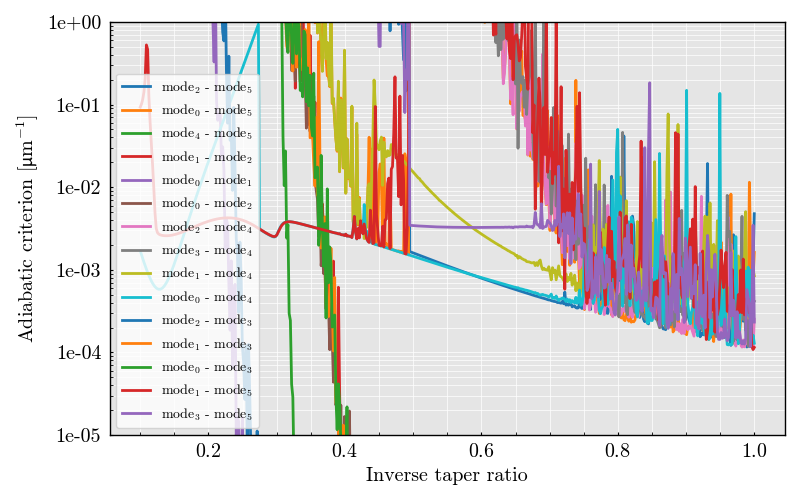 1e+00
1e-01
1e-02
1e-03
1e-04
1e-05
Adiabatic criterion [µm⁻¹]
mode₂ - mode₅
mode₀ - mode₅
mode₄ - mode₅
mode₁ - mode₂
mode₀ - mode₁
mode₀ - mode₂
mode₂ - mode₄
mode₃ - mode₄
mode₁ - mode₄
mode₀ - mode₄
mode₂ - mode₃
mode₁ - mode₃
mode₀ - mode₃
mode₁ - mode₅
mode₃ - mode₅
0.2 0.4 0.6 0.8 1.0
Inverse taper ratio